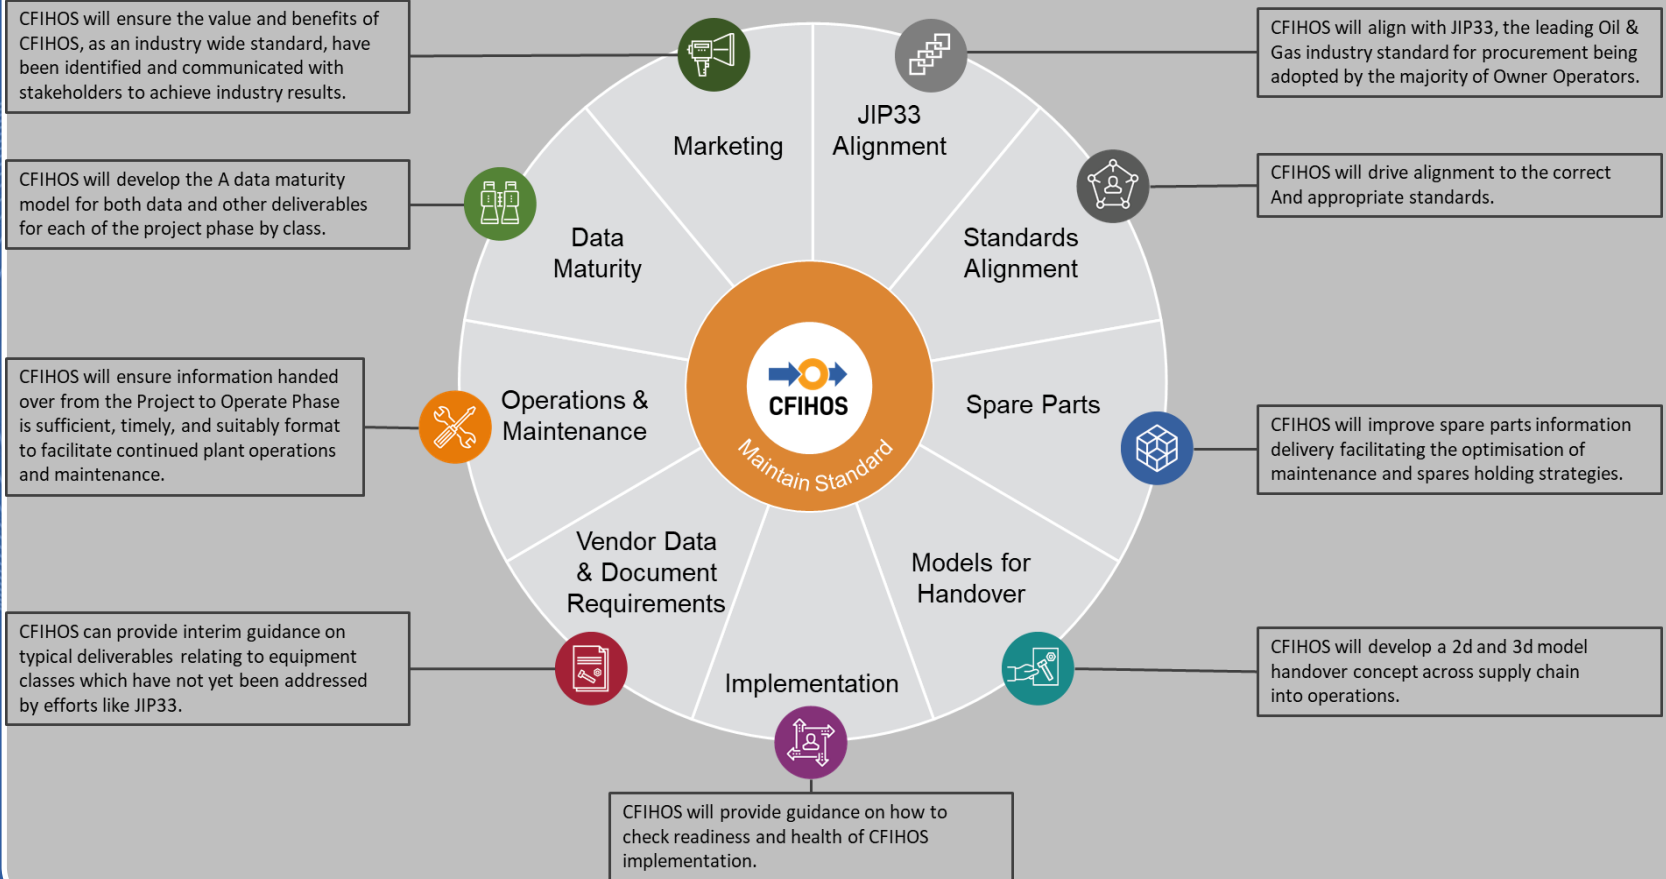 CFIHOS will ensure the value and benefits of
CFIHOS, as an industry wide standard, have
been identified and communicated with
stakeholders to achieve industry results.
CFIHOS will align with JIP33, the leading Oil &
Gas industry standard for procurement being
adopted by the majority of Owner Operators.
CFIHOS will develop the A data maturity
model for both data and other deliverables
for each of the project phase by class.
CFIHOS will drive alignment to the correct
And appropriate standards.
CFIHOS will ensure information handed
over from the Project to Operate Phase
is sufficient, timely, and suitably format
to facilitate continued plant operations
and maintenance.
CFIHOS will improve spare parts information
delivery facilitating the optimisation of
maintenance and spares holding strategies.
CFIHOS can provide interim guidance on
typical deliverables relating to equipment
classes which have not yet been addressed
by efforts like JIP33.
CFIHOS will develop a 2d and 3d model
handover concept across supply chain
into operations.
CFIHOS will provide guidance on how to
check readiness and health of CFIHOS
implementation.
Marketing
JIP33
Alignment
Data
Maturity
Standards
Alignment
Operations &
Maintenance
Spare Parts
Vendor Data
& Document
Requirements
Models for
Handover
Implementation
CFIHOS
Maintain Standard